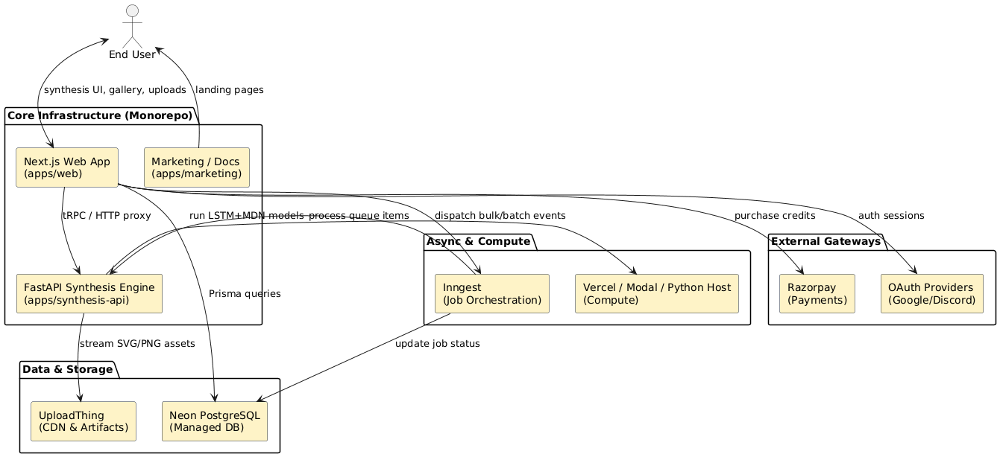 End User
synthesis UI, gallery, uploads
landing pages
Core Infrastructure (Monorepo)
Next.js Web App
(apps/web)
Marketing / Docs
(apps/marketing)
tRPC / HTTP proxy
run LSTM+MDN models
process queue items
dispatch bulk/batch events
purchase credits
auth sessions
Async & Compute
External Gateways
FastAPI Synthesis Engine
(apps/synthesis-api)
Prisma queries
Inngest
(Job Orchestration)
Vercel / Modal / Python Host
(Compute)
Razorpay
(Payments)
OAuth Providers
(Google/Discord)
stream SVG/PNG assets
update job status
Data & Storage
UploadThing
(CDN & Artifacts)
Neon PostgreSQL
(Managed DB)